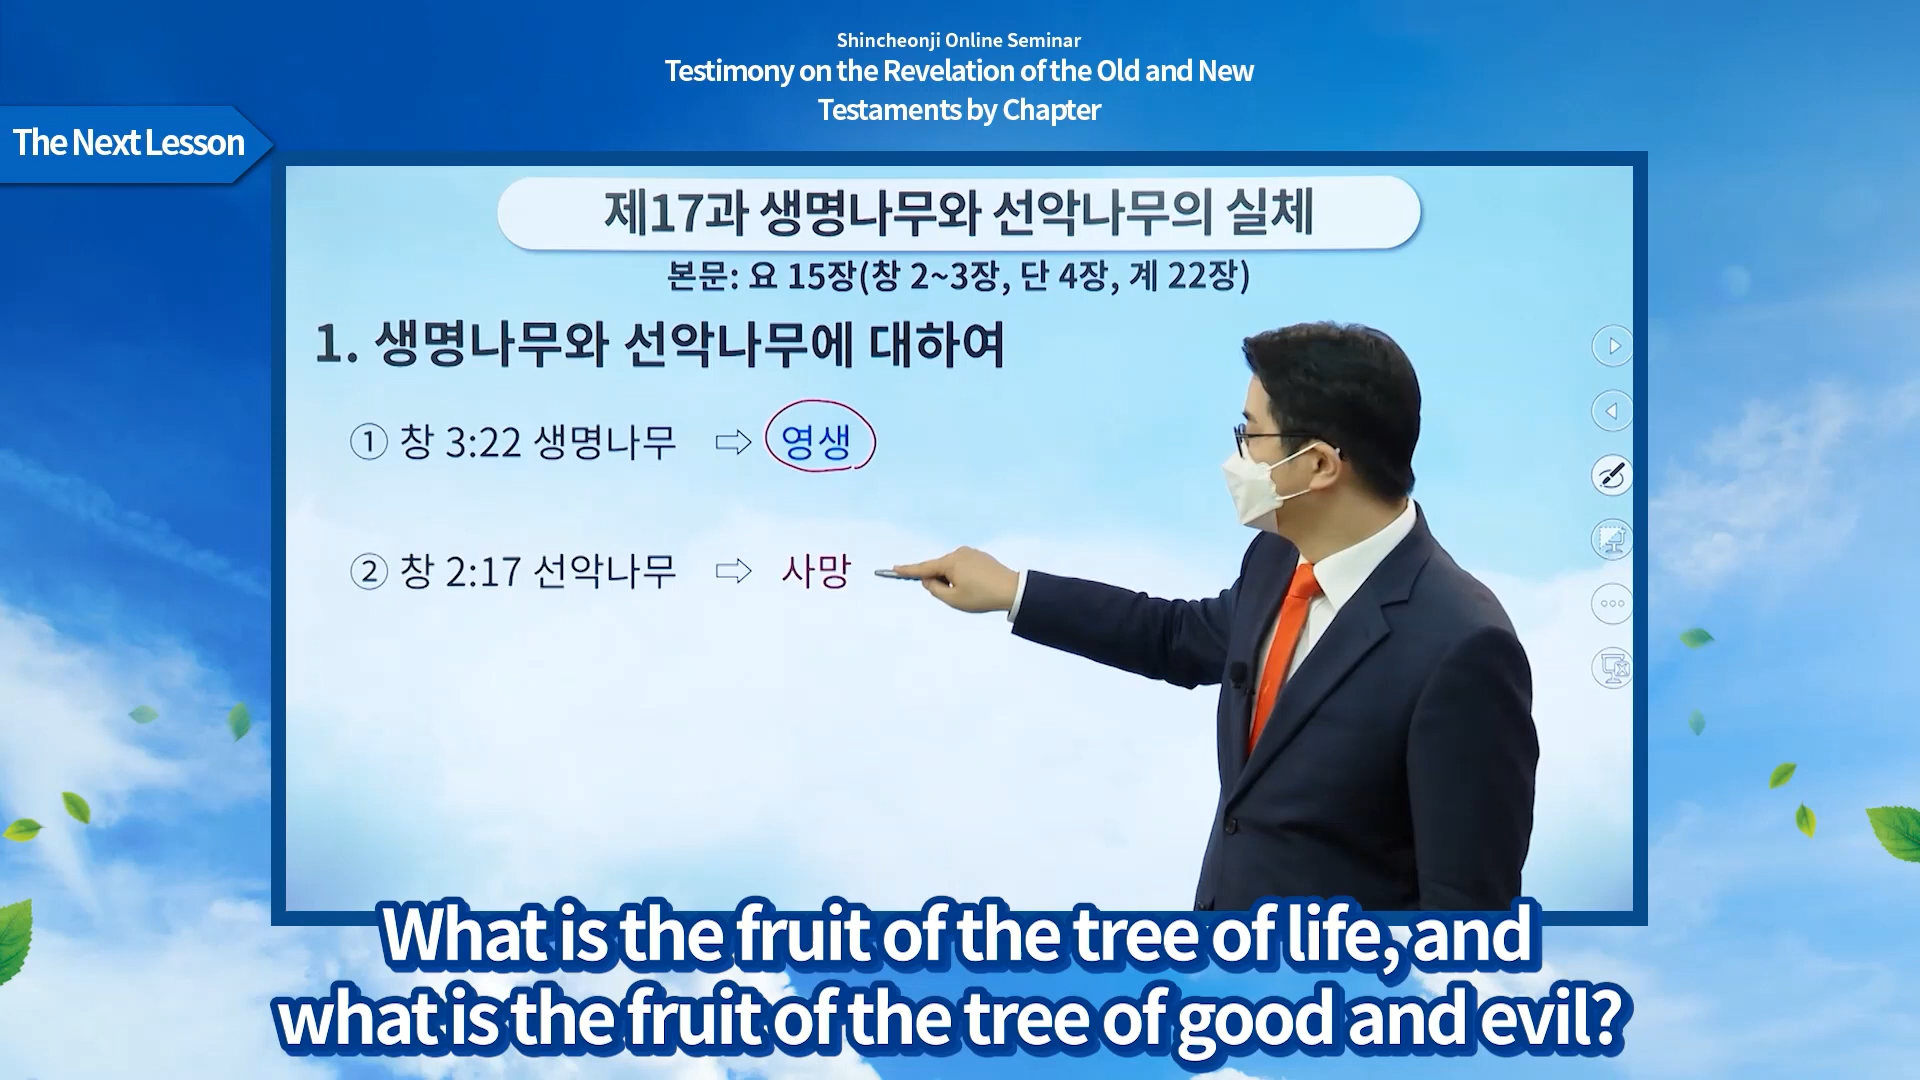 Shincheonji Online Seminar
Testimony on the Revelation of the Old and New
Testaments by Chapter
The Next Lesson
제17과 생명나무와 선악나무의 실체
본문: 요 15장(창 2~3장, 단 4장, 계 22장)
1. 생명나무와 선악나무에 대하여
① 창 3:22 생명나무 ⇨ 영생
② 창 2:17 선악나무 ⇨ 사망
What is the fruit of the tree of life, and
what is the fruit of the tree of good and evil?